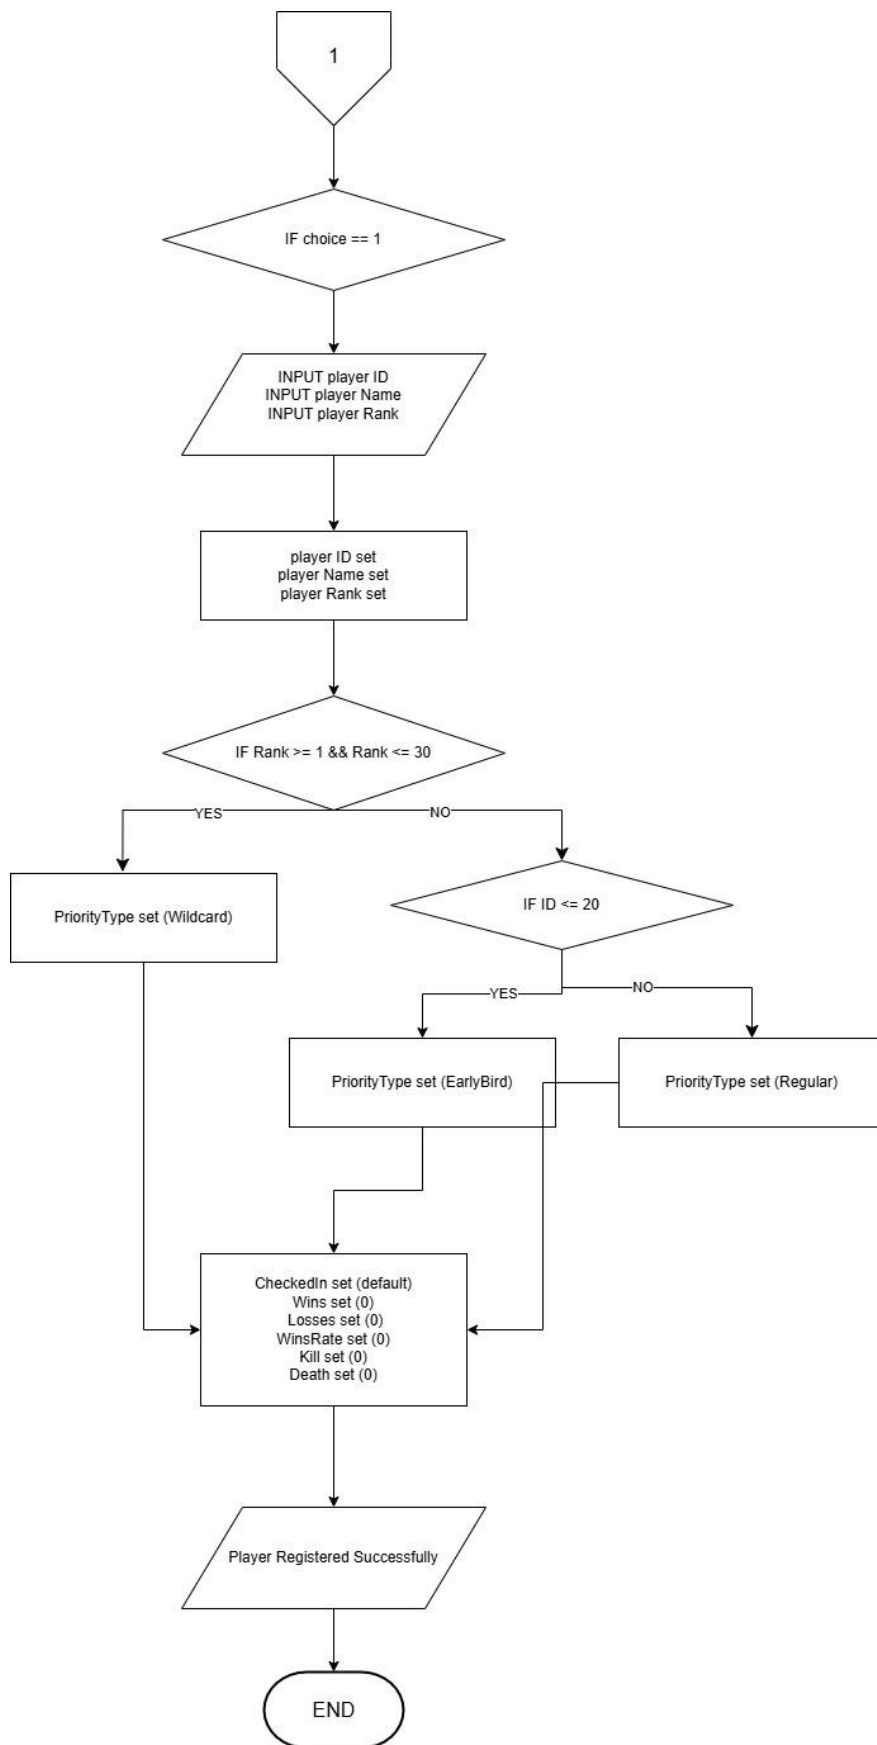 1
IF choice == 1
INPUT player ID
INPUT player Name
INPUT player Rank
player ID set
player Name set
player Rank set
IF Rank >= 1 && Rank <= 30
YES
NO
PriorityType set (Wildcard)
IF ID <= 20
YES
NO
PriorityType set (EarlyBird)
PriorityType set (Regular)
CheckedIn set (default)
Wins set (0)
Losses set (0)
WinsRate set (0)
Kill set (0)
Death set (0)
Player Registered Successfully
END